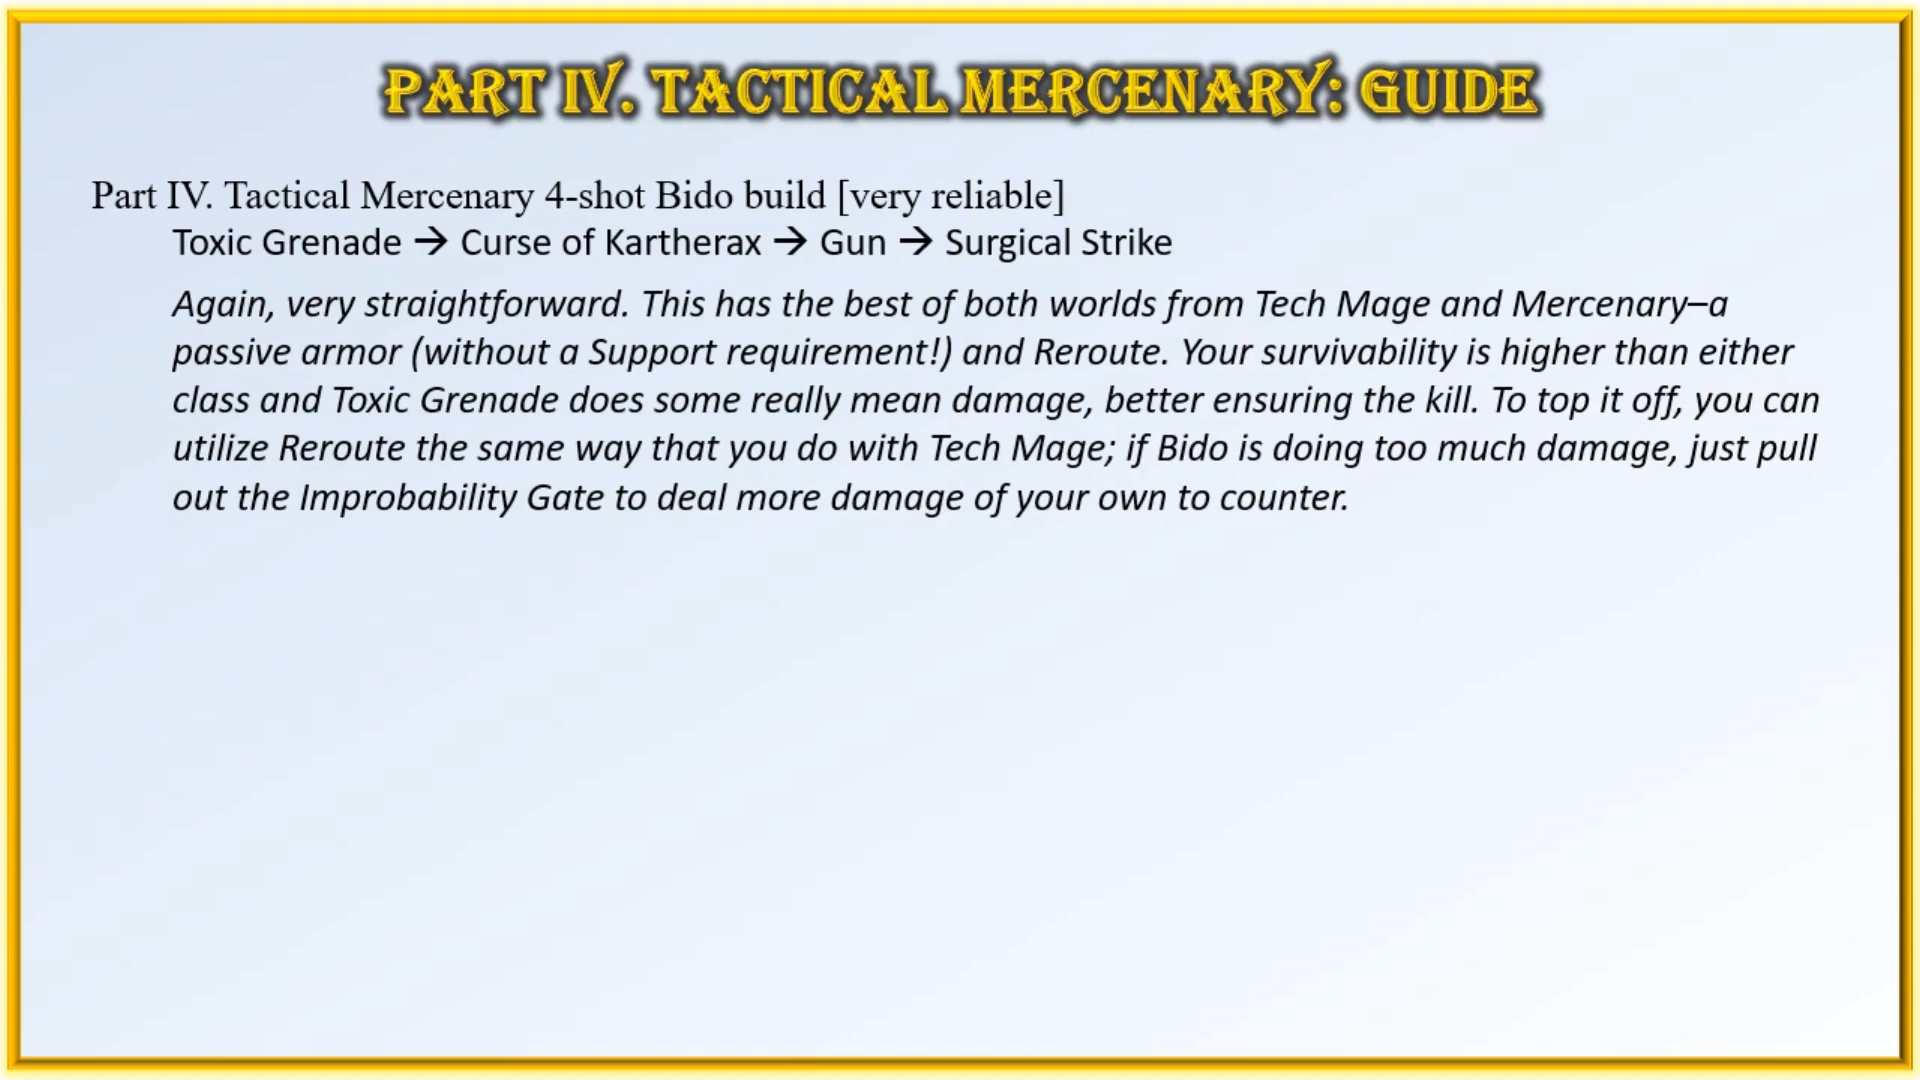 PART IV. TACTICAL MERCENARY: GUIDE
Part IV. Tactical Mercenary 4-shot Bido build [very reliable]
Toxic Grenade → Curse of Kartherax → Gun → Surgical Strike
Again, very straightforward. This has the best of both worlds from Tech Mage and Mercenary–a
passive armor (without a Support requirement!) and Reroute. Your survivability is higher than either
class and Toxic Grenade does some really mean damage, better ensuring the kill. To top it off, you can
utilize Reroute the same way that you do with Tech Mage; if Bido is doing too much damage, just pull
out the Improbability Gate to deal more damage of your own to counter.